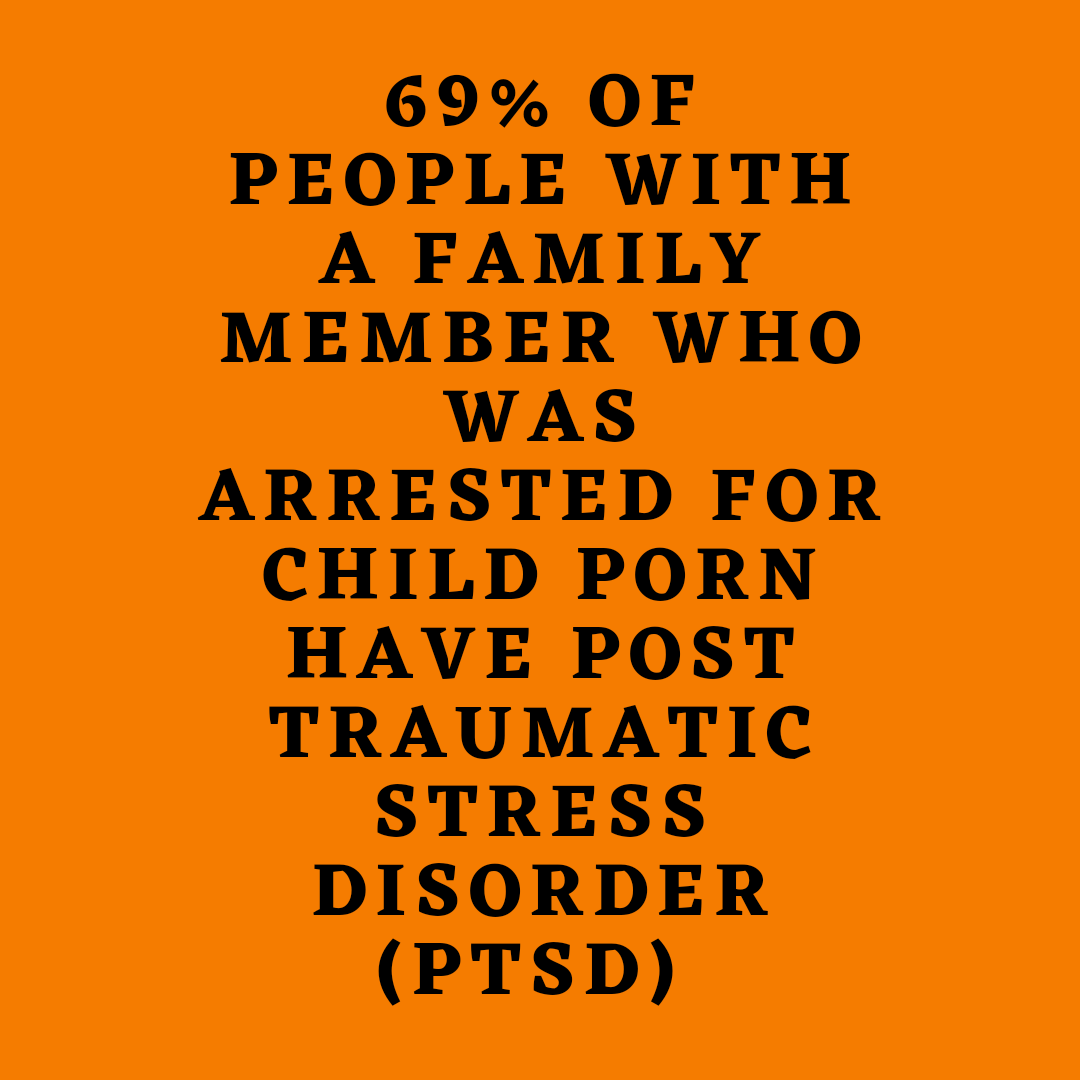 69% OF
PEOPLE WITH
A FAMILY
MEMBER WHO
WAS
ARRESTED FOR
CHILD PORN
HAVE POST
TRAUMATIC
STRESS
DISORDER
(PTSD)